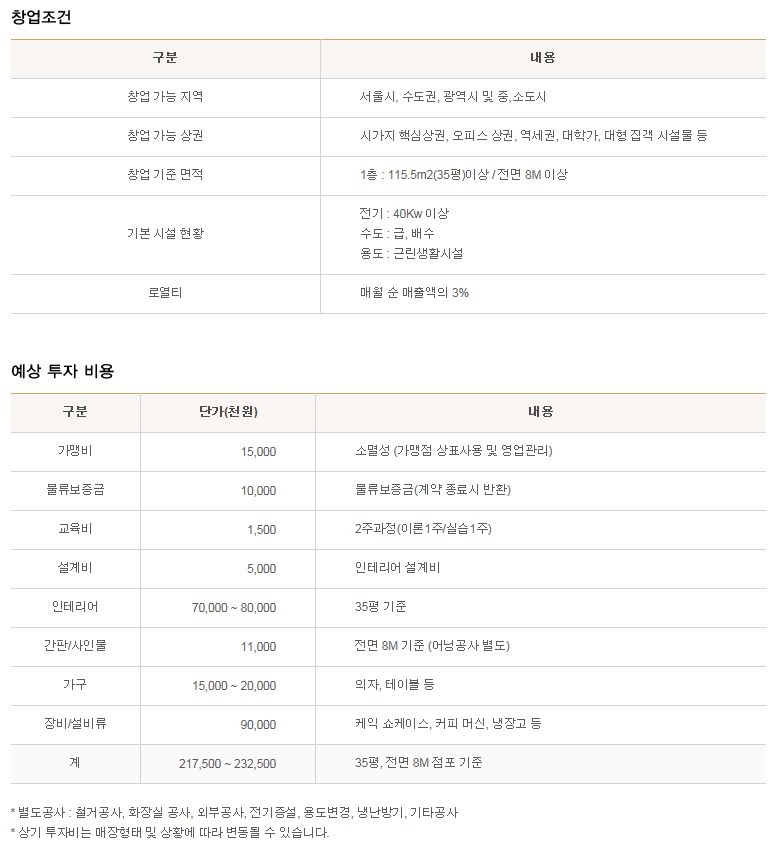 창업조건
구분 내용
창업 가능 지역 서울시, 수도권, 광역시 및 중,소도시
창업 가능 상권 시가지 핵심상권, 오피스 상권, 역세권, 대학가, 대형 집객 시설물 등
창업 기준 면적 1층 : 115.5m2(35평)이상 / 전면 8M 이상
기본 시설 현황 전기 : 40Kw 이상
수도 : 급, 배수
용도 : 근린생활시설
로열티 매월 순 매출액의 3%
예상 투자 비용
구분 단가(천원) 내용
가맹비 15,000 소멸성 (가맹점 상표사용 및 영업관리)
물류보증금 10,000 물류보증금(계약 종료시 반환)
교육비 1,500 2주과정(이론1주/실습1주)
설계비 5,000 인테리어 설계비
인테리어 70,000 ~ 80,000 35평 기준
간판/사인물 11,000 전면 8M 기준 (어닝공사 별도)
가구 15,000 ~ 20,000 의자, 테이블 등
장비/설비류 90,000 케익 쇼케이스, 커피 머신, 냉장고 등
계 217,500 ~ 232,500 35평, 전면 8M 점포 기준
* 별도공사 : 철거공사, 화장실 공사, 외부공사, 전기증설, 용도변경, 냉난방기, 기타공사
* 상기 투자비는 매장형태 및 상황에 따라 변동될 수 있습니다.